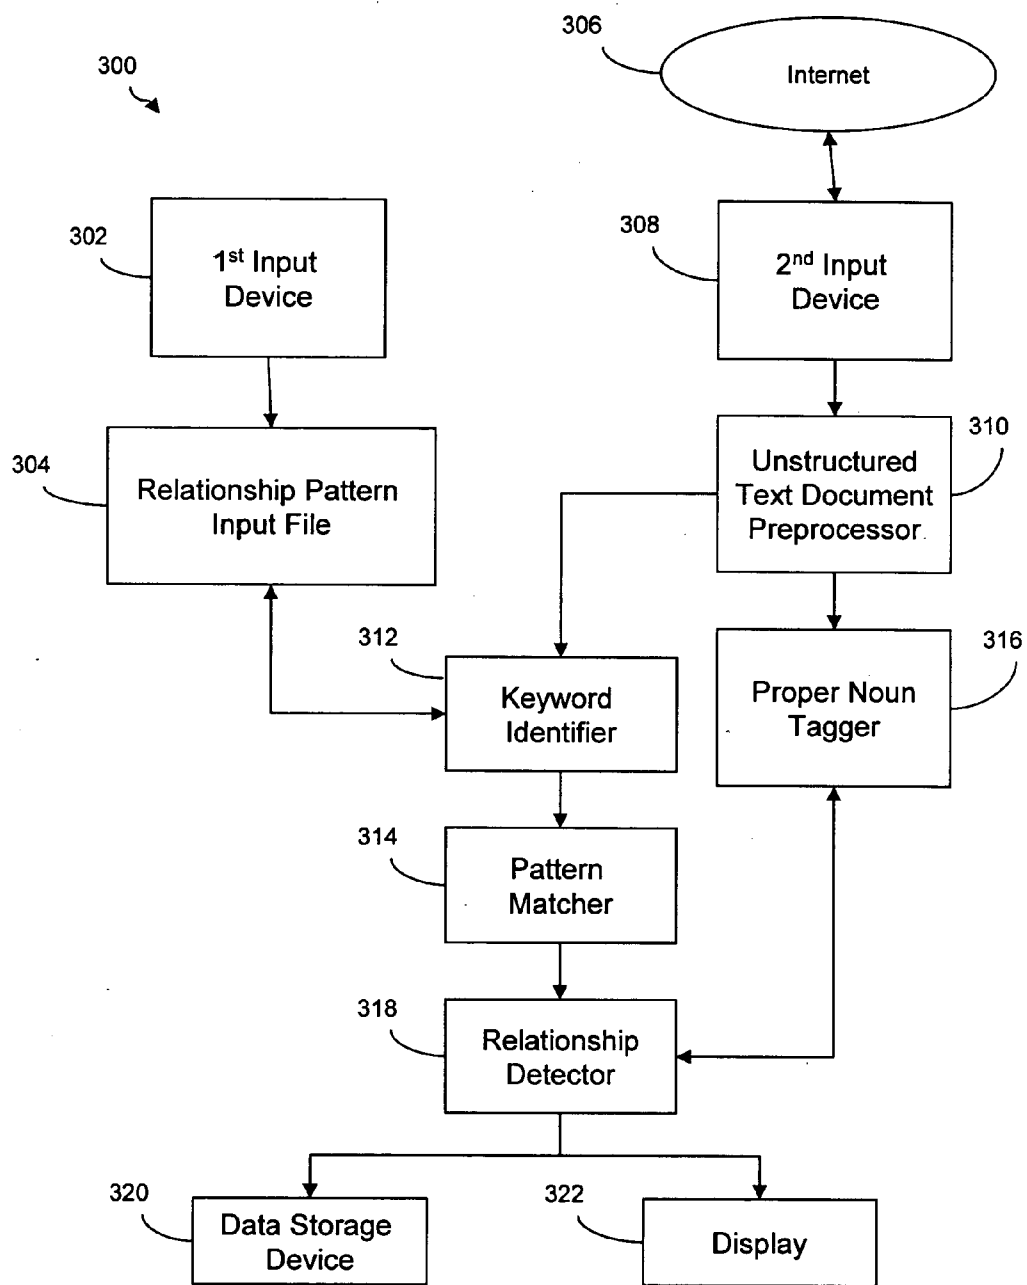 306
Internet
300
302
1st Input
Device
308
2nd Input
Device
304
Relationship Pattern
Input File
310
Unstructured
Text Document
Preprocessor
312
Keyword
Identifier
316
Proper Noun
Tagger
314
Pattern
Matcher
318
Relationship
Detector
320
Data Storage
Device
322
Display